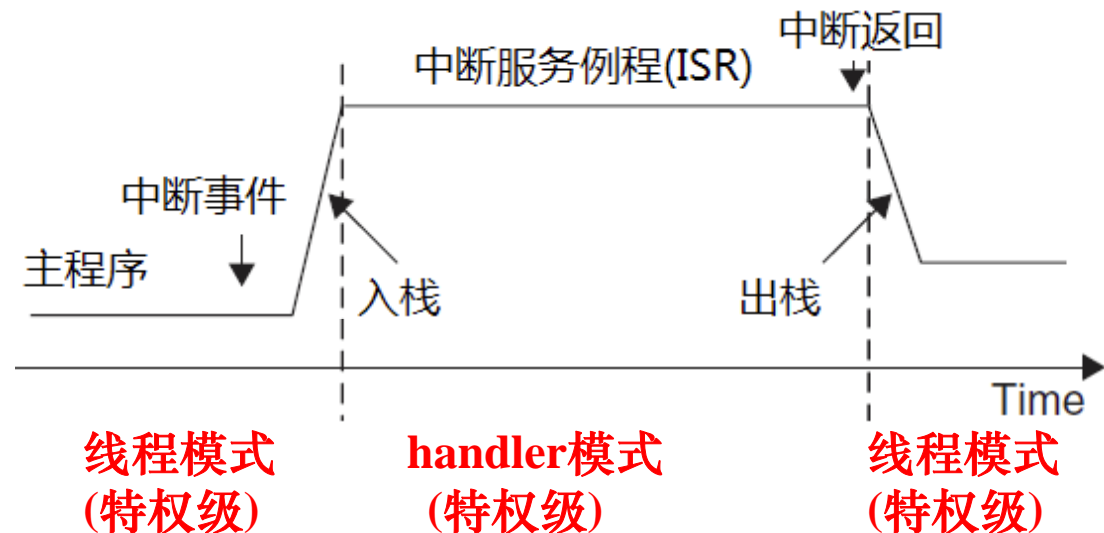 中断返回
中断服务例程(ISR)
中断事件
主程序
入栈
出栈
Time
线程模式
(特权级)
handler模式
(特权级)
线程模式
(特权级)